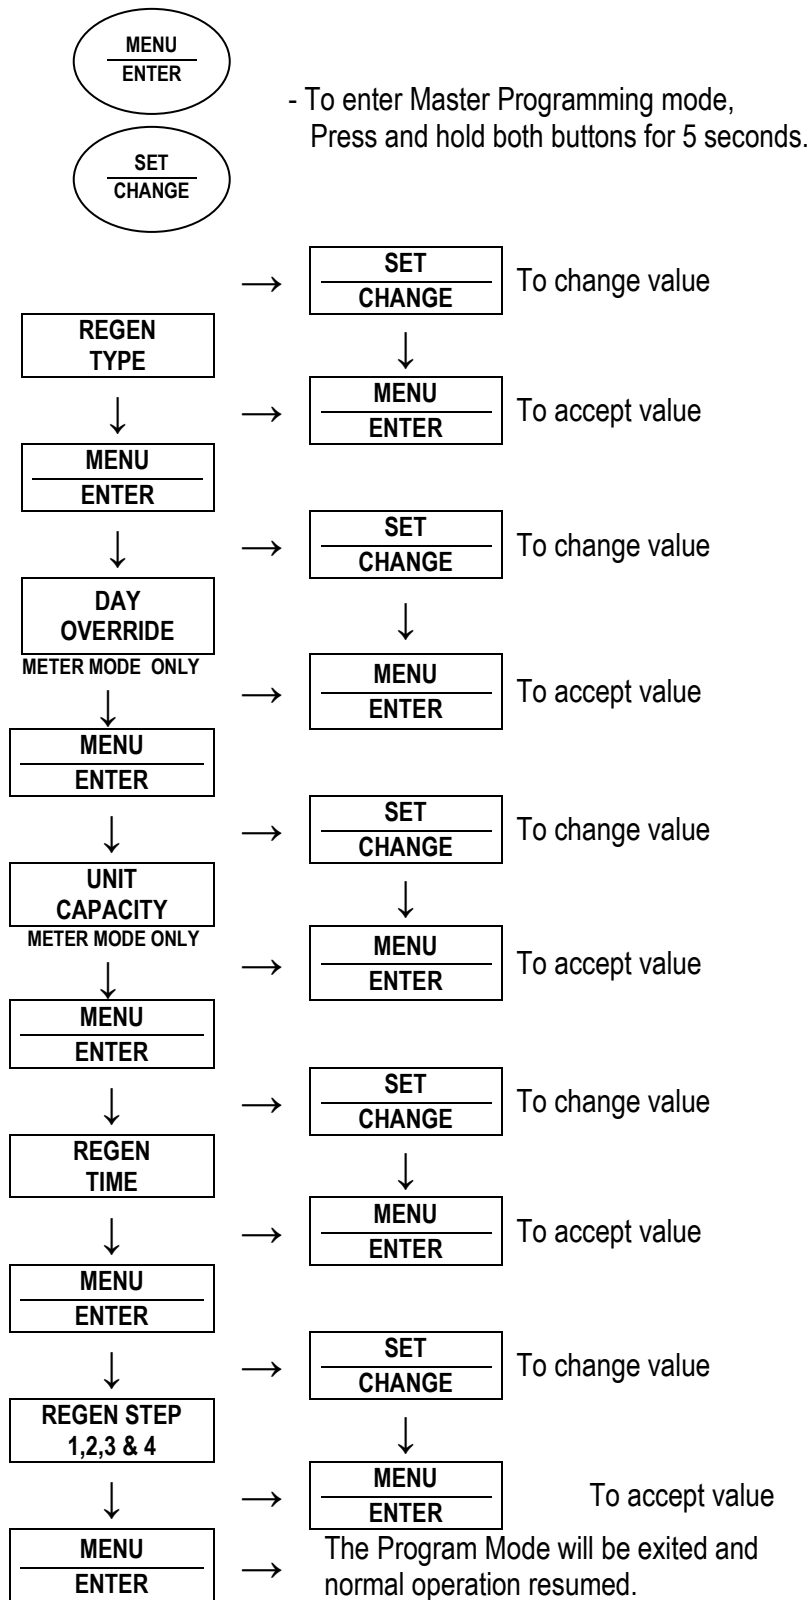 MENU
ENTER
- To enter Master Programming mode,
Press and hold both buttons for 5 seconds.
SET
CHANGE
→ SET
CHANGE
To change value
REGEN
TYPE
↓
↓ → MENU
ENTER
To accept value
MENU
ENTER
↓ → SET
CHANGE
To change value
DAY
OVERRIDE
↓
METER MODE ONLY
↓ → MENU
ENTER
To accept value
MENU
ENTER
↓ → SET
CHANGE
To change value
UNIT
CAPACITY
↓
METER MODE ONLY
↓ → MENU
ENTER
To accept value
MENU
ENTER
↓ → SET
CHANGE
To change value
REGEN
TIME
↓
↓ → MENU
ENTER
To accept value
MENU
ENTER
↓ → SET
CHANGE
To change value
REGEN STEP
1,2,3 & 4
↓
↓ → MENU
ENTER
To accept value
MENU
ENTER
→ The Program Mode will be exited and
normal operation resumed.